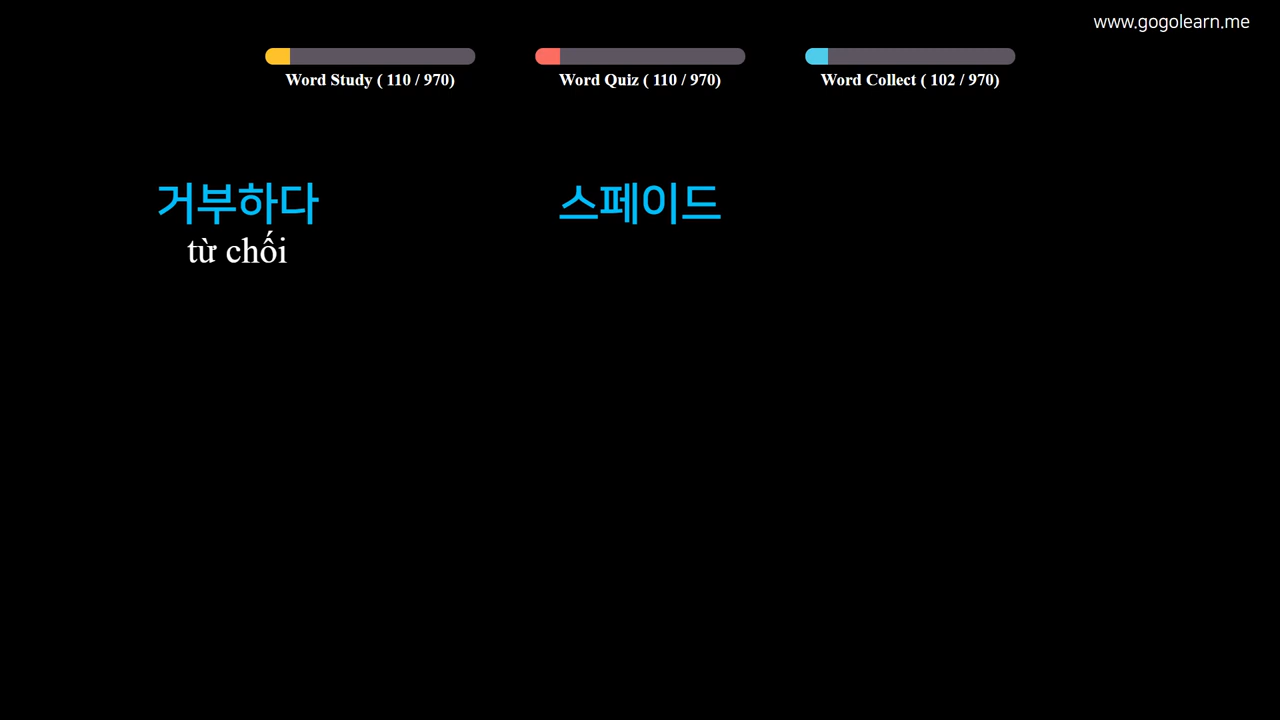 www.gogolearn.me
Word Study ( 110 / 970)
Word Quiz ( 110 / 970)
Word Collect ( 102 / 970)
거부하다
từ chối
스페이드